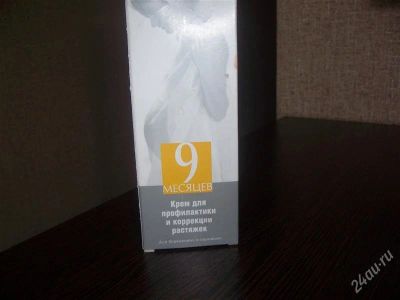 9
МЕСЯЦЕВ
Крем для
профилактики
и коррекции
растяжек
24au.ru